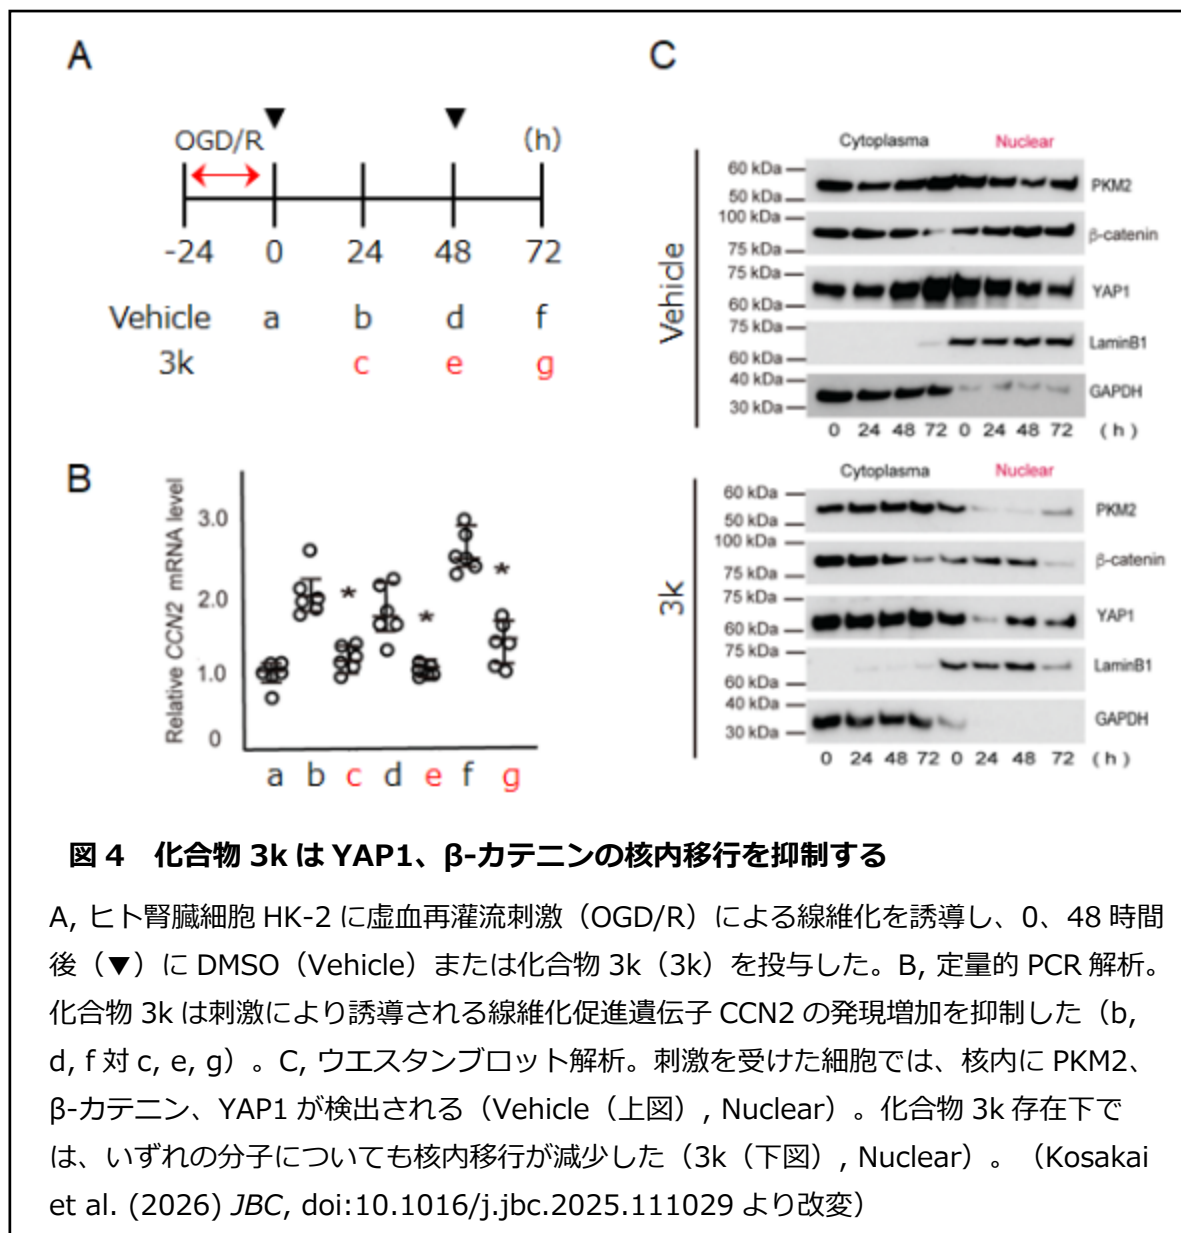 A
OGD/R
(h)
-24 0 24 48 72
Vehicle a b d f
3k c e g
B
Relative CCN2 mRNA level
3.0
2.0
1.0
0
* * *
a b c d e f g
C
Vehicle
Cytoplasma Nuclear
60 kDa
50 kDa
PKM2
100 kDa
75 kDa
β-catenin
75 kDa
60 kDa
YAP1
75 kDa
60 kDa
LaminB1
40 kDa
30 kDa
GAPDH
0 24 48 72 0 24 48 72 (h)
3k
Cytoplasma Nuclear
60 kDa
50 kDa
PKM2
100 kDa
75 kDa
β-catenin
75 kDa
60 kDa
YAP1
75 kDa
60 kDa
LaminB1
40 kDa
30 kDa
GAPDH
0 24 48 72 0 24 48 72 (h)
図 4 化合物 3k は YAP1、β-カテニンの核内移行を抑制する
A, ヒト腎臓細胞 HK-2 に虚血再灌流刺激（OGD/R）による線維化を誘導し、0、48 時間
後（▼）に DMSO（Vehicle）または化合物 3k（3k）を投与した。B, 定量的 PCR 解析。
化合物 3k は刺激により誘導される線維化促進遺伝子 CCN2 の発現増加を抑制した（b,
d, f 対 c, e, g）。C, ウエスタンブロット解析。刺激を受けた細胞では、核内に PKM2、
β-カテニン、YAP1 が検出される（Vehicle（上図）, Nuclear）。化合物 3k 存在下で
は、いずれの分子についても核内移行が減少した（3k（下図）, Nuclear）。（Kosakai
et al. (2026) JBC, doi:10.1016/j.jbc.2025.111029 より改変）